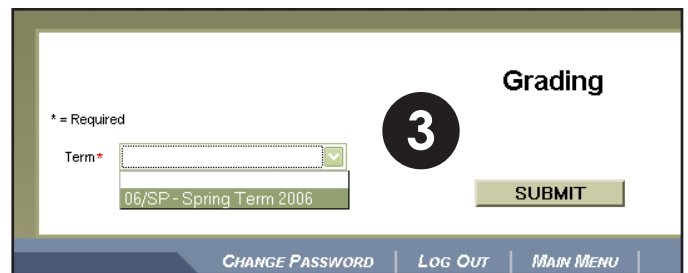 Grading
* = Required
3
Term*
06/SP - Spring Term 2006
SUBMIT
CHANGE PASSWORD | LOG OUT | MAIN MENU |